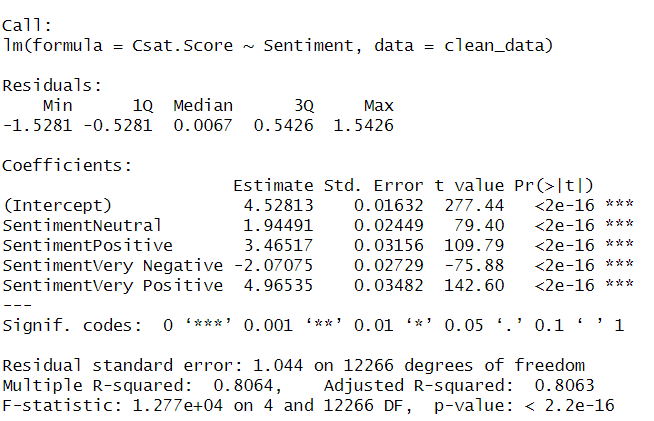 Call:
lm(formula = Csat.Score ~ Sentiment, data = clean_data)
Residuals:
    Min      1Q  Median      3Q     Max
-1.5281 -0.5281  0.0067  0.5426  1.5426
Coefficients:
                       Estimate Std. Error t value Pr(>|t|)
(Intercept)             4.52813    0.01632  277.44   <2e-16 ***
SentimentNeutral        1.94491    0.02449   79.40   <2e-16 ***
SentimentPositive       3.46517    0.03156  109.79   <2e-16 ***
SentimentVery Negative -2.07075    0.02729  -75.88   <2e-16 ***
SentimentVery Positive  4.96535    0.03482  142.60   <2e-16 ***
---
Signif. codes:  0 ‘***’ 0.001 ‘**’ 0.01 ‘*’ 0.05 ‘.’ 0.1 ‘ ’ 1
Residual standard error: 1.044 on 12266 degrees of freedom
Multiple R-squared:  0.8064,    Adjusted R-squared:  0.8063
F-statistic: 1.277e+04 on 4 and 12266 DF,  p-value: < 2.2e-16